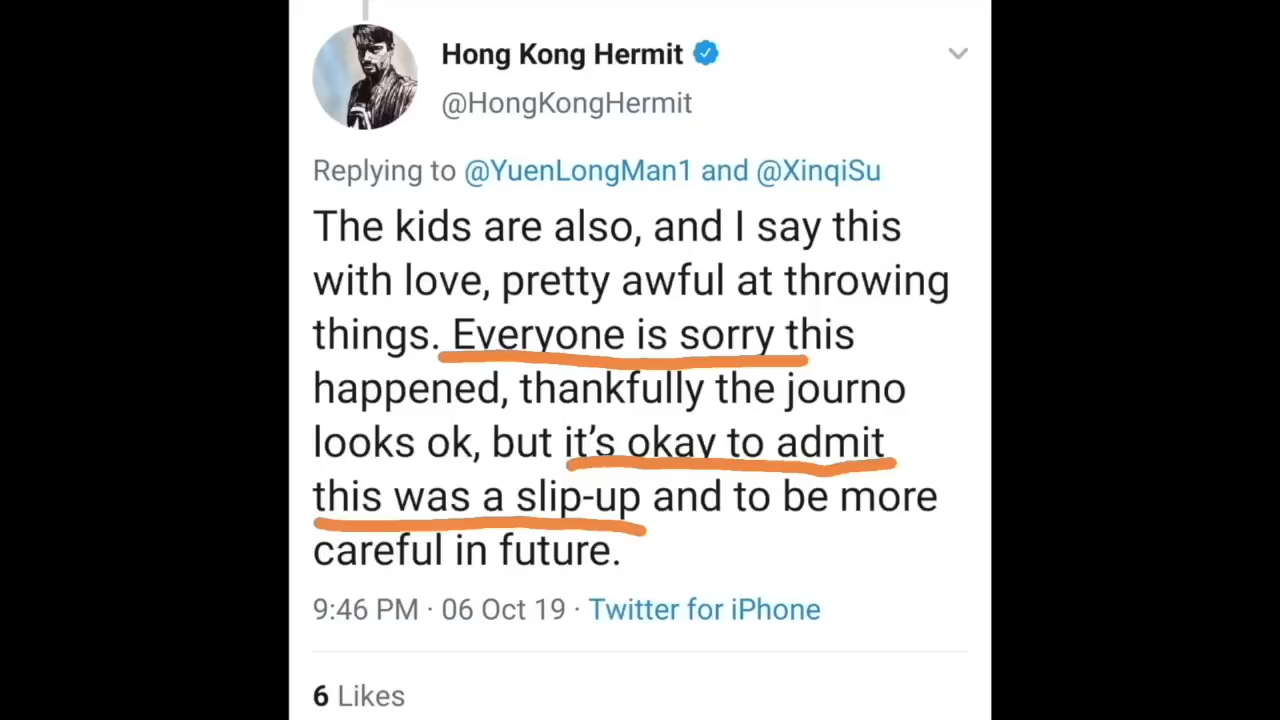 Hong Kong Hermit
@HongKongHermit
Replying to @YuenLongMan1 and @XinqiSu
The kids are also, and I say this
with love, pretty awful at throwing
things. Everyone is sorry this
happened, thankfully the journo
looks ok, but it's okay to admit
this was a slip-up and to be more
careful in future.
9:46 PM · 06 Oct 19 · Twitter for iPhone
6 Likes